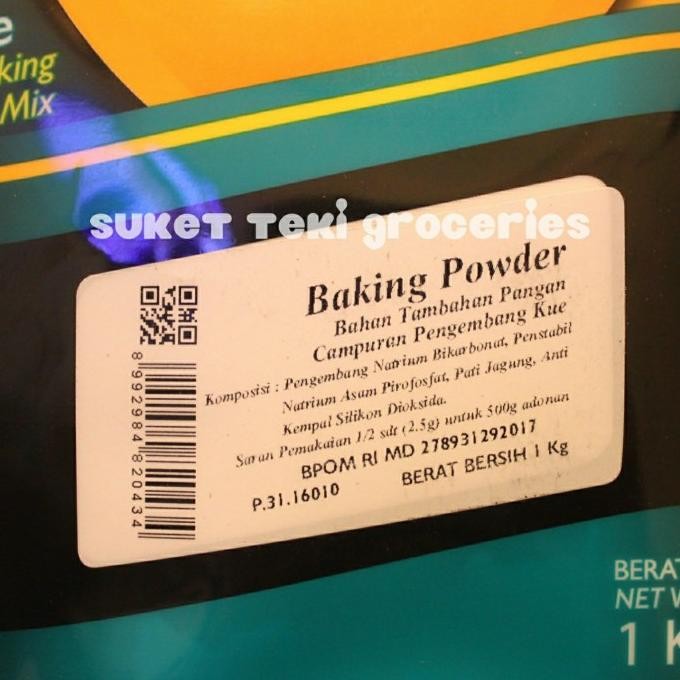 e
king
Mix
SUKET TEKI groceries
Baking Powder
Bahan Tambahan Pangan
Campuran Pengembang Kue
Komposisi : Pengembang Natrium Bikarbonat, Penstabil
Natrium Asam Pirofosfat, Pati Jagung, Anti
Kempal Silikon Dioksida.
Saran Pemakaian 1/2 sdt (2.5g) untuk 500g adonan
BPOM RI MD 278931292017
P.31.16010
BERAT BERSIH 1 Kg
8 992984 820434
BERAT
NET W
1 K